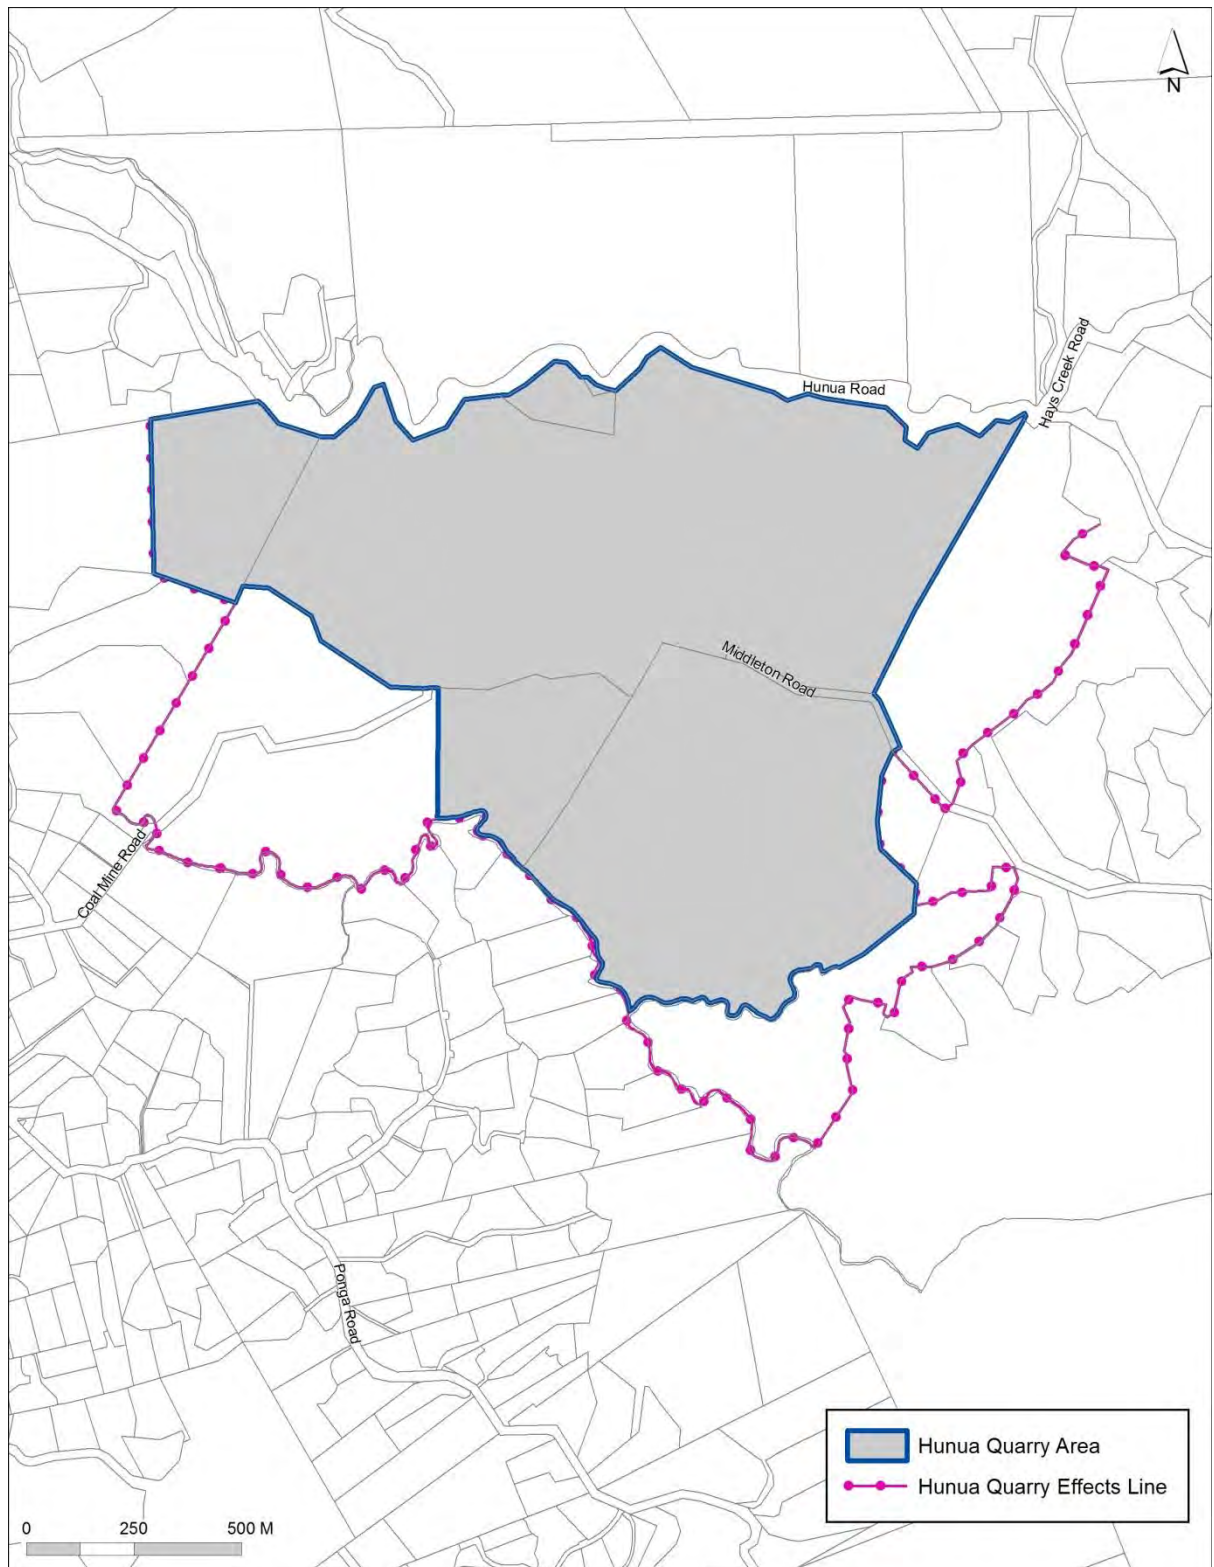 N
Hunua Road
Hays Creek Road
Middleton Road
Coal Mine Road
Ponga Road
Hunua Quarry Area
Hunua Quarry Effects Line
0 250 500 M